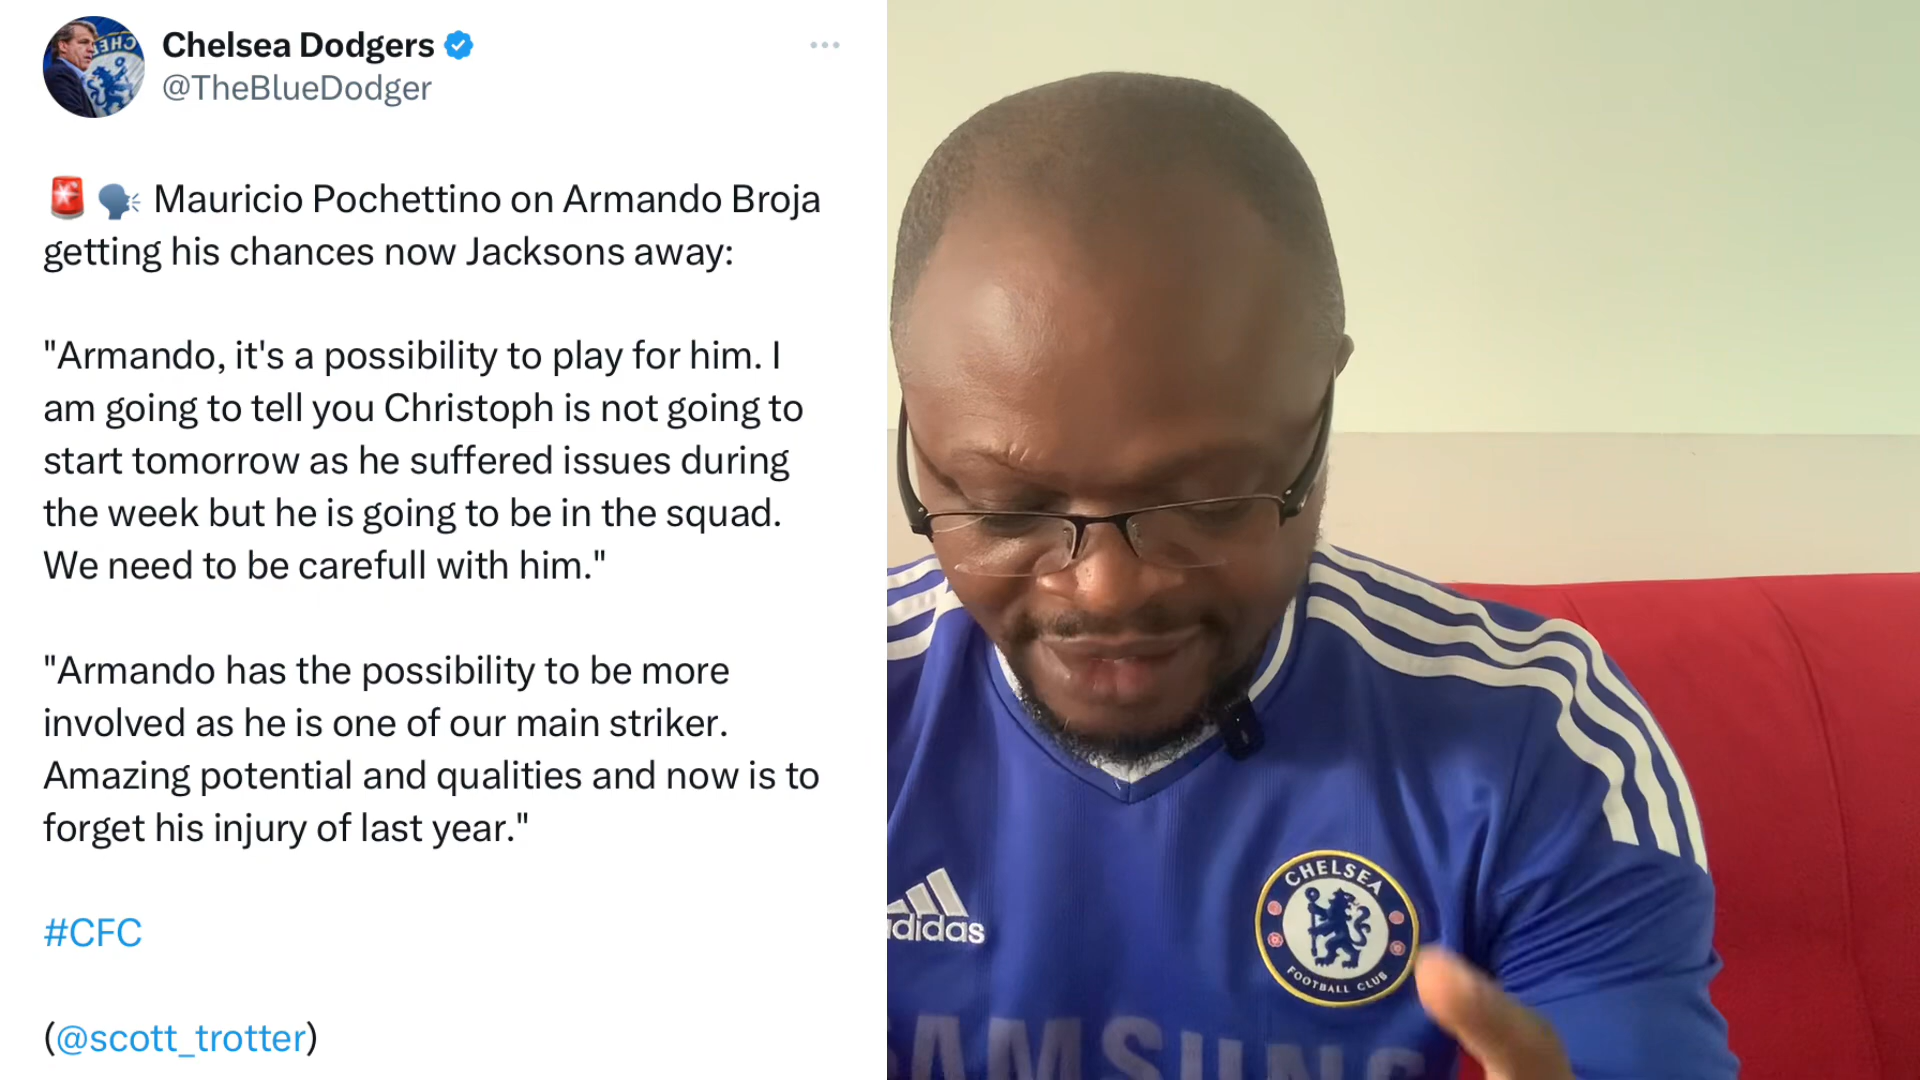 Chelsea Dodgers
@TheBlueDodger
🚨 🗣️ Mauricio Pochettino on Armando Broja
getting his chances now Jacksons away:
"Armando, it's a possibility to play for him. I
am going to tell you Christoph is not going to
start tomorrow as he suffered issues during
the week but he is going to be in the squad.
We need to be carefull with him."
"Armando has the possibility to be more
involved as he is one of our main striker.
Amazing potential and qualities and now is to
forget his injury of last year."
#CFC
(@scott_trotter)
adidas
CHELSEA
FOOTBALL CLUB
SAMSUNG